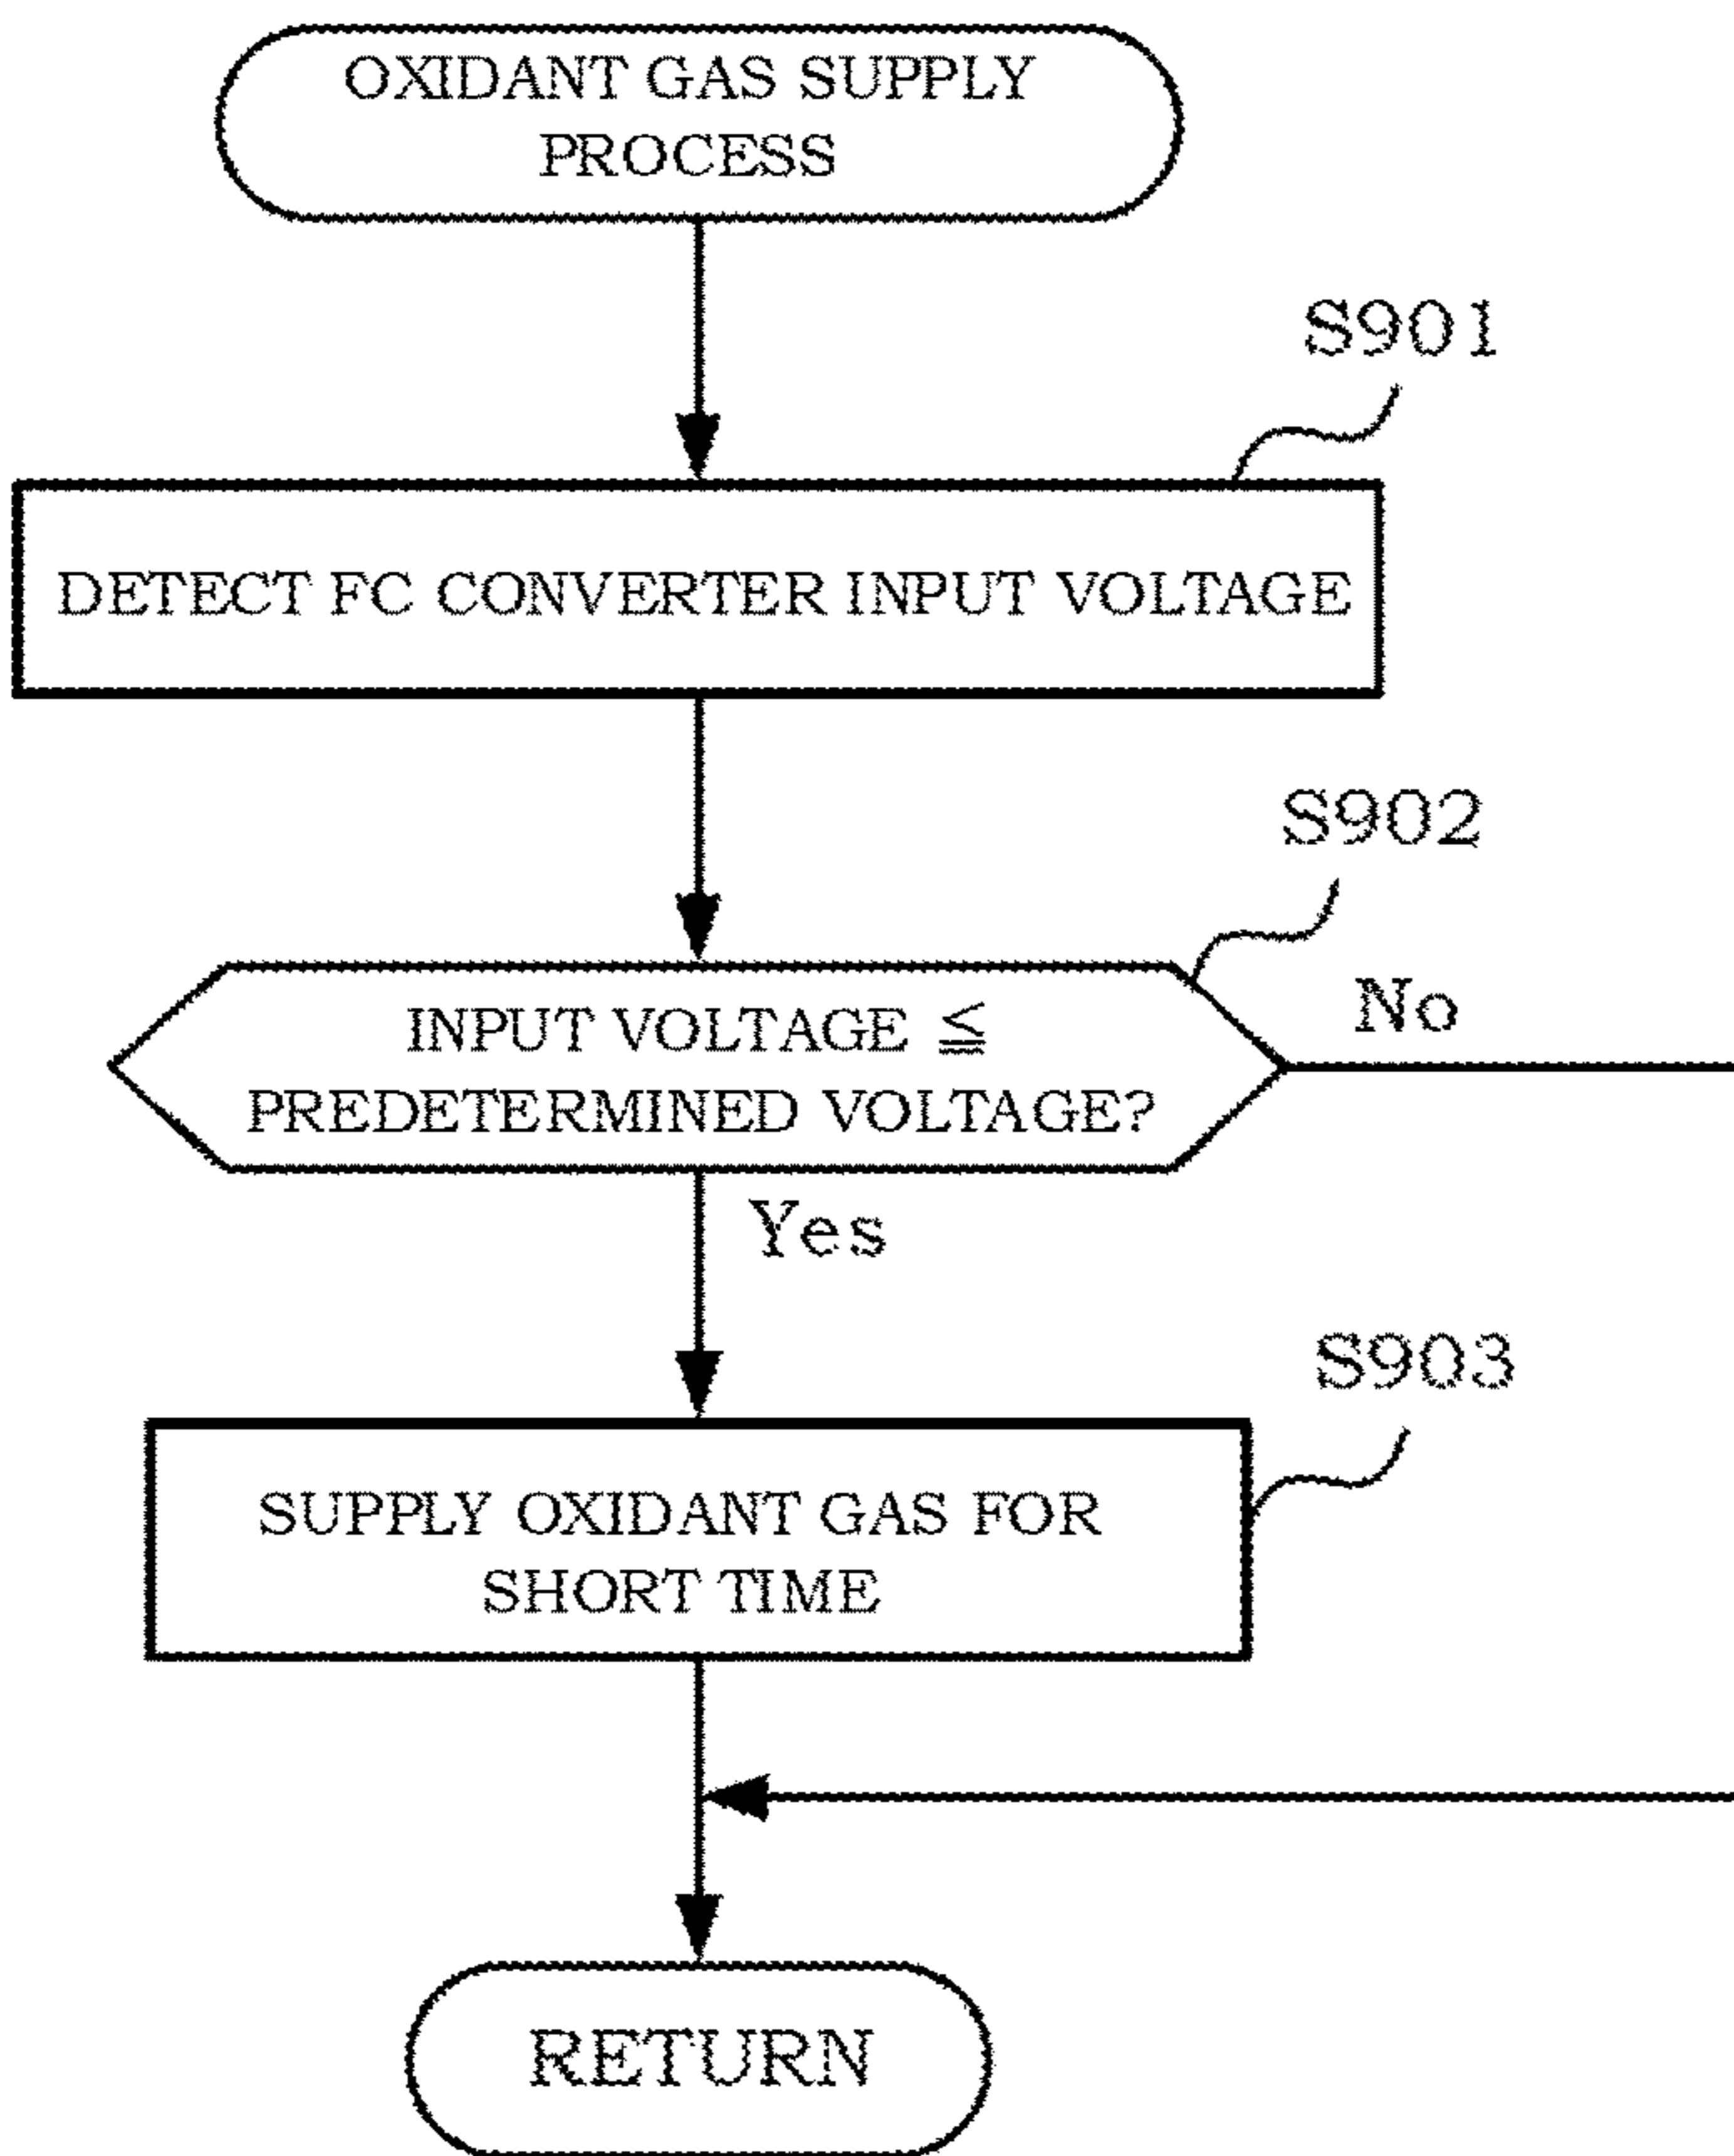 OXIDANT GAS SUPPLY
PROCESS
S901
DETECT FC CONVERTER INPUT VOLTAGE
S902
INPUT VOLTAGE ≦
PREDETERMINED VOLTAGE?
No
Yes
S903
SUPPLY OXIDANT GAS FOR
SHORT TIME
RETURN